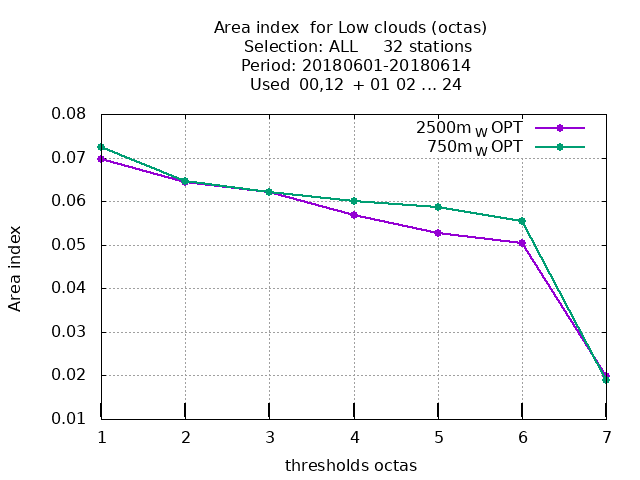 Area index  for Low clouds (octas)
Selection: ALL     32 stations
Period: 20180601-20180614
Used  00,12  + 01 02 ... 24
0.08
2500m W OPT
750m W OPT
0.07
0.06
0.05
Area index
0.04
0.03
0.02
0.01
1 2 3 4 5 6 7
thresholds octas